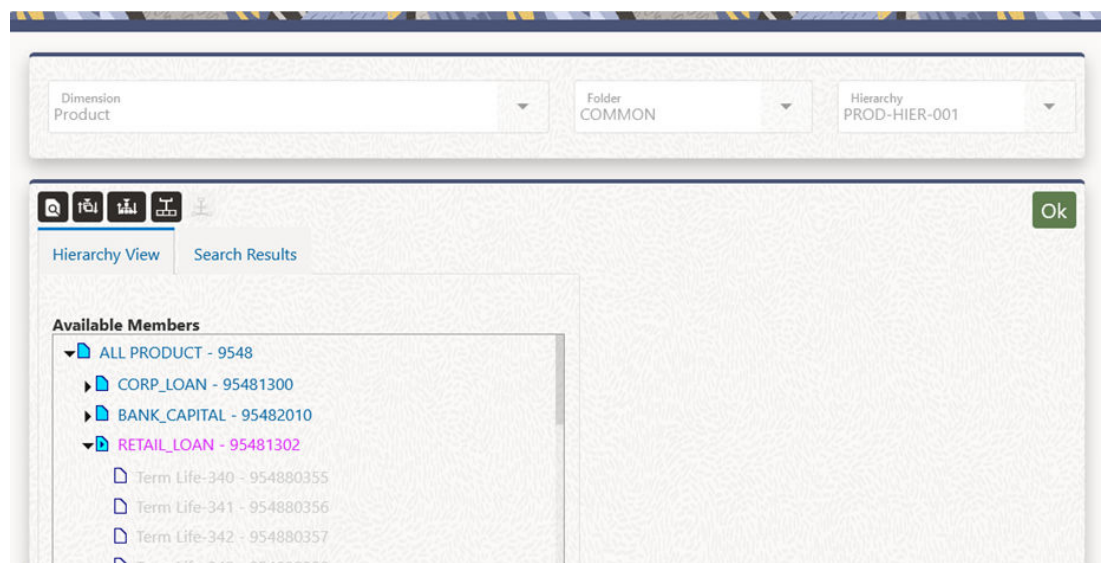 Dimension
Product
Folder
COMMON
Hierarchy
PROD-HIER-001
Ok
Hierarchy View Search Results
Available Members
ALL PRODUCT - 9548
CORP_LOAN - 95481300
BANK_CAPITAL - 95482010
RETAIL_LOAN - 95481302
Term Life-340 - 954880355
Term Life-341 - 954880356
Term Life-342 - 954880357